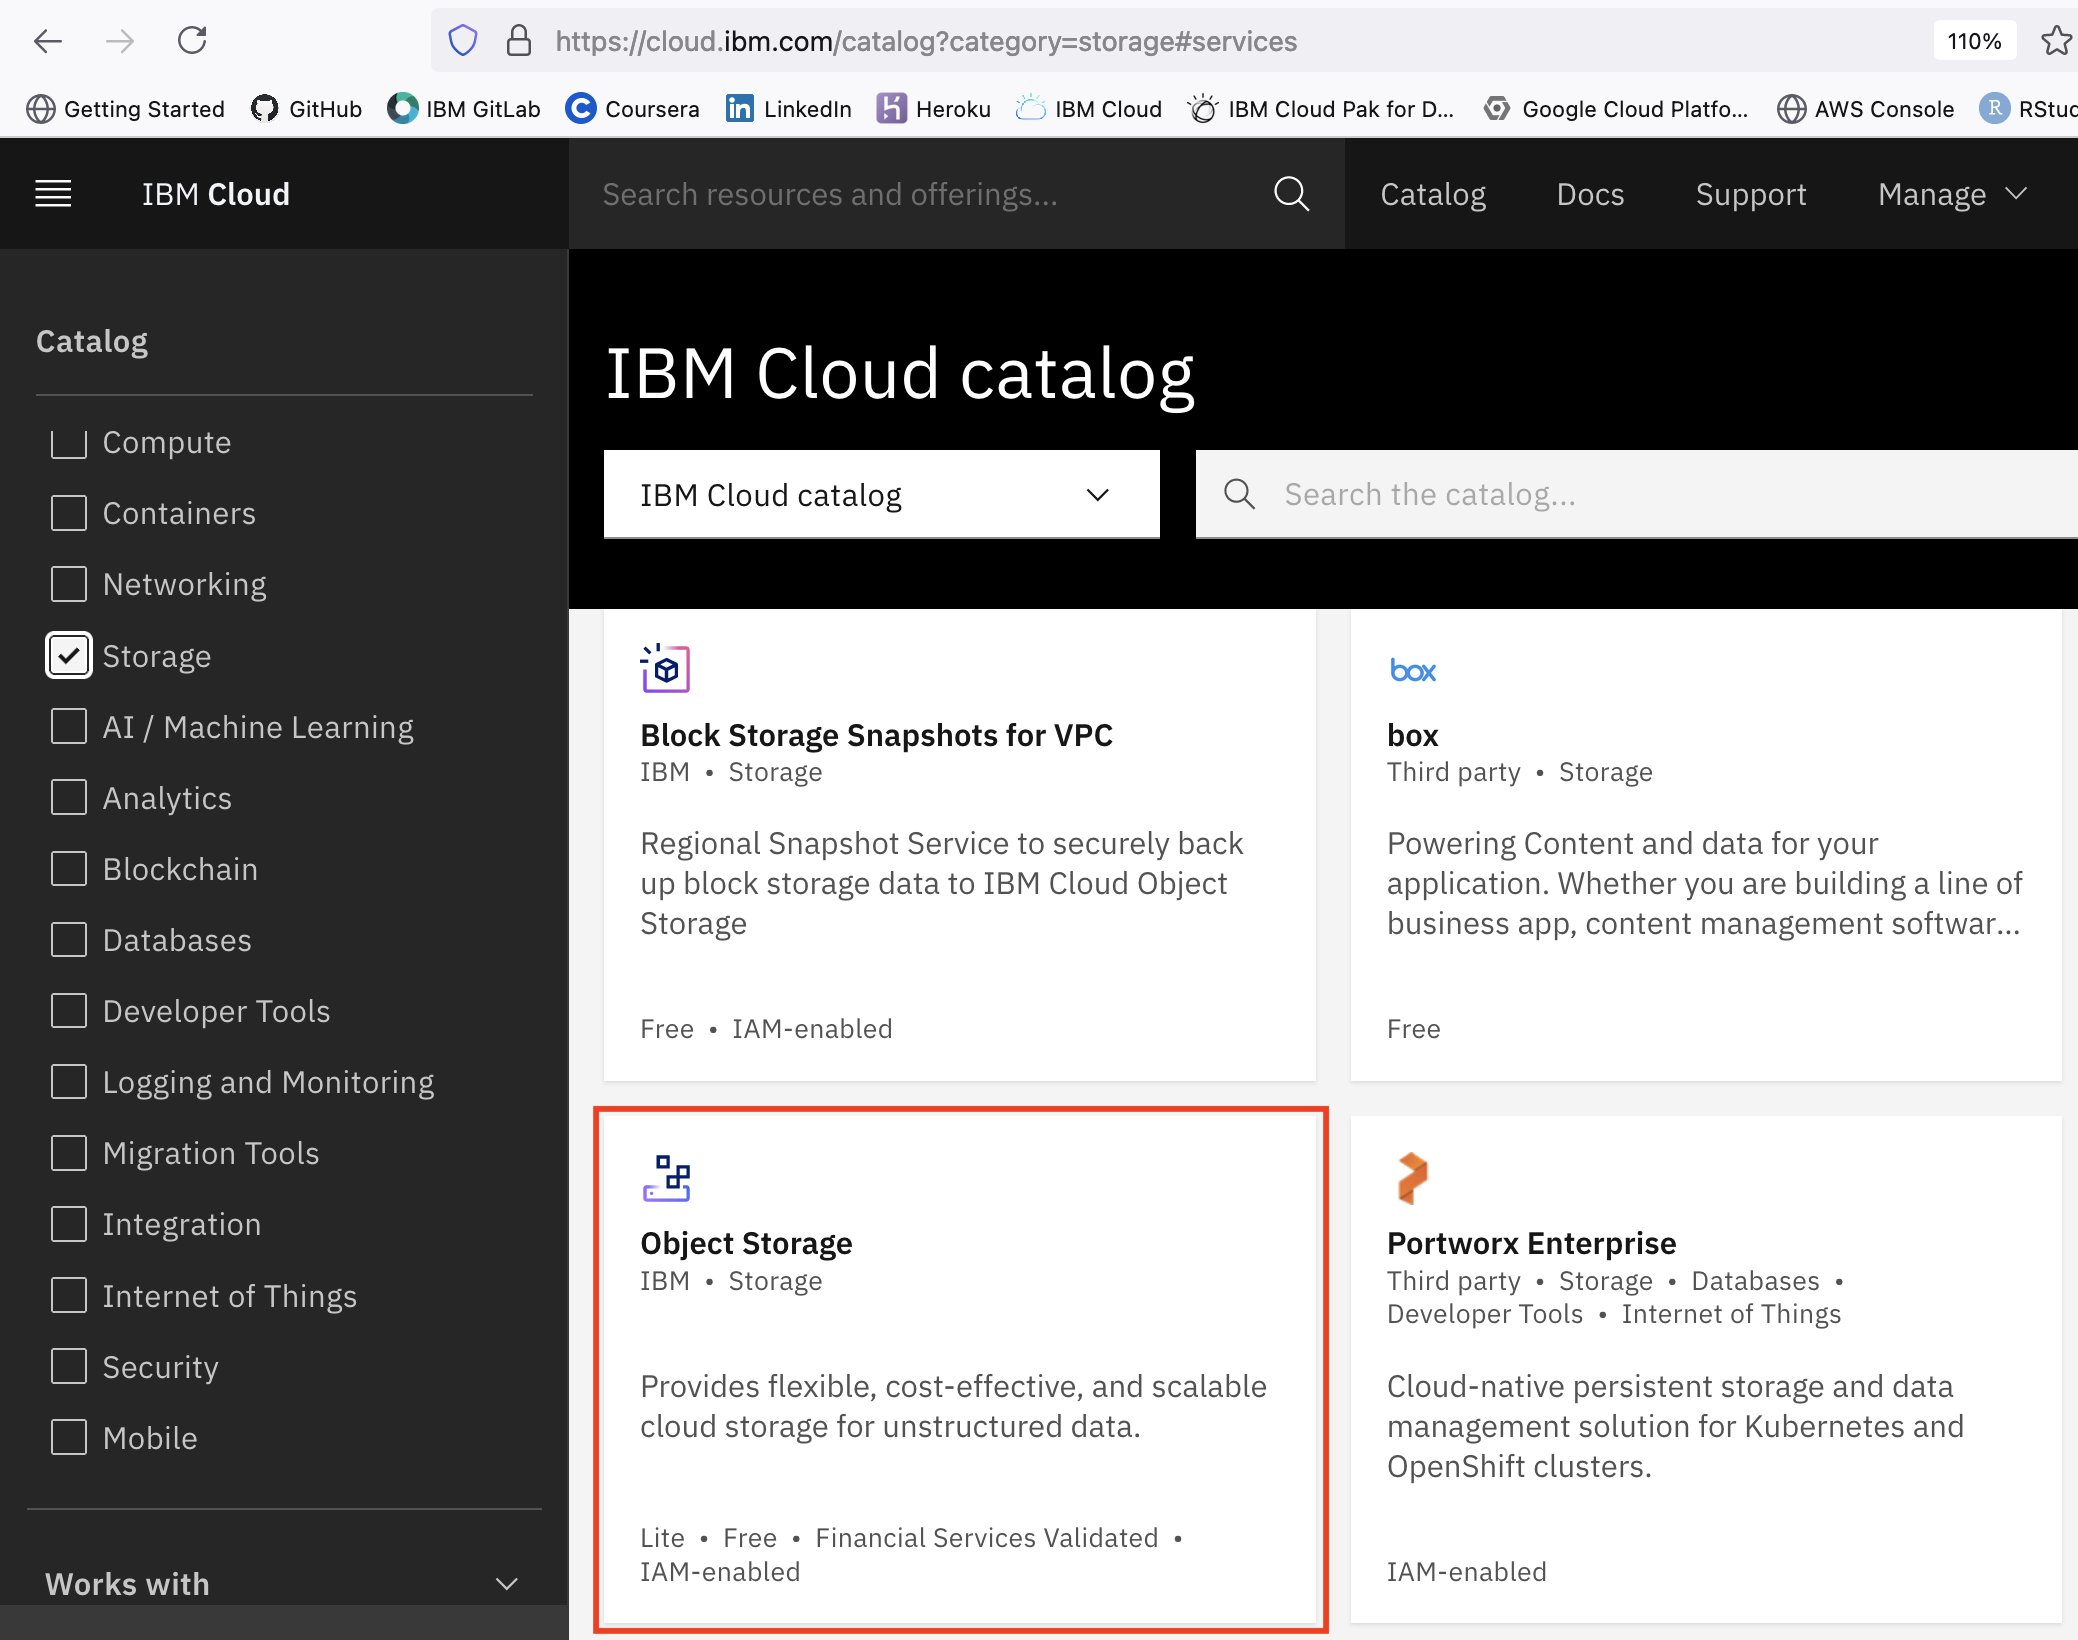 https://cloud.ibm.com/catalog?category=storage#services
110%
Getting Started
GitHub
IBM GitLab
Coursera
LinkedIn
Heroku
IBM Cloud
IBM Cloud Pak for D...
Google Cloud Platfo...
AWS Console
R
RStud
IBM Cloud
Search resources and offerings...
Catalog
Docs
Support
Manage
Catalog
Compute
Containers
Networking
Storage
AI / Machine Learning
Analytics
Blockchain
Databases
Developer Tools
Logging and Monitoring
Migration Tools
Integration
Internet of Things
Security
Mobile
Works with
IBM Cloud catalog
IBM Cloud catalog
Search the catalog...
Block Storage Snapshots for VPC
IBM • Storage
Regional Snapshot Service to securely back
up block storage data to IBM Cloud Object
Storage
Free • IAM-enabled
box
box
Third party • Storage
Powering Content and data for your
application. Whether you are building a line of
business app, content management softwar...
Free
Object Storage
IBM • Storage
Provides flexible, cost-effective, and scalable
cloud storage for unstructured data.
Lite • Free • Financial Services Validated •
IAM-enabled
Portworx Enterprise
Third party • Storage • Databases •
Developer Tools • Internet of Things
Cloud-native persistent storage and data
management solution for Kubernetes and
OpenShift clusters.
IAM-enabled